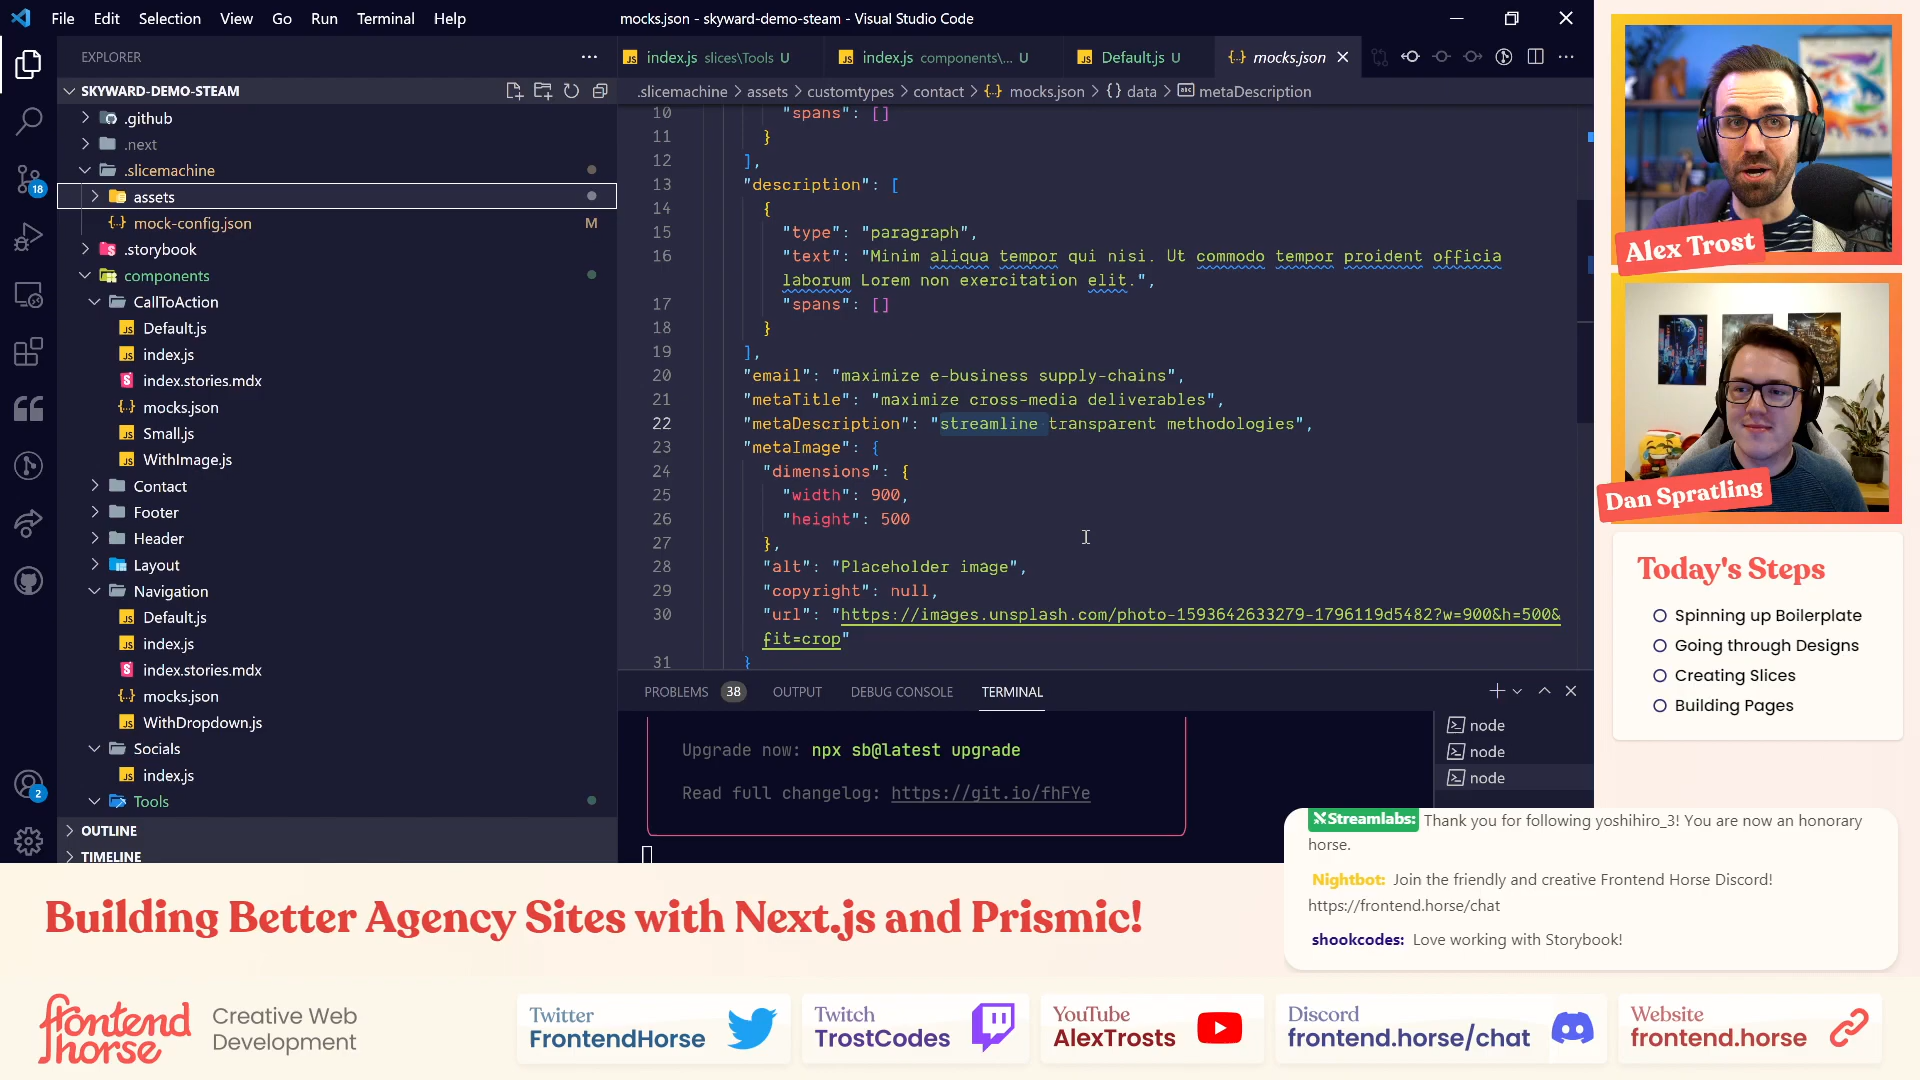 File Edit Selection View Go Run Terminal Help
mocks.json - skyward-demo-steam - Visual Studio Code
EXPLORER
SKYWARD-DEMO-STEAM
.github
.next
.slicemachine
assets
mock-config.json M
.storybook
components
CallToAction
Default.js
index.js
index.stories.mdx
mocks.json
Small.js
WithImage.js
Contact
Footer
Header
Layout
Navigation
Default.js
index.js
index.stories.mdx
mocks.json
WithDropdown.js
Socials
index.js
Tools
OUTLINE
TIMELINE
18
2
index.js slices\Tools U
index.js components\... U
Default.js U
mocks.json
.slicemachine > assets > customtypes > contact > {} mocks.json > {} data > metaDescription
10 "spans": []
11 }
12 ],
13 "description": [
14 {
15 "type": "paragraph",
16 "text": "Minim aliqua tempor qui nisi. Ut commodo tempor proident officia
laborum Lorem non exercitation elit.",
17 "spans": []
18 }
19 ],
20 "email": "maximize e-business supply-chains",
21 "metaTitle": "maximize cross-media deliverables",
22 "metaDescription": "streamline transparent methodologies",
23 "metaImage": {
24 "dimensions": {
25 "width": 900,
26 "height": 500
27 },
28 "alt": "Placeholder image",
29 "copyright": null,
30 "url": "https://images.unsplash.com/photo-1593642633279-1796119d5482?w=900&h=500&
fit=crop"
31 }
PROBLEMS 38 OUTPUT DEBUG CONSOLE TERMINAL
Upgrade now: npx sb@latest upgrade
Read full changelog: https://git.io/fhFYe
node
node
node
Alex Trost
Dan Spratling
Today's Steps
Spinning up Boilerplate
Going through Designs
Creating Slices
Building Pages
Streamlabs: Thank you for following yoshihiro_3! You are now an honorary
horse.
Nightbot: Join the friendly and creative Frontend Horse Discord!
https://frontend.horse/chat
shookcodes: Love working with Storybook!
Building Better Agency Sites with Next.js and Prismic!
frontend
horse
Creative Web
Development
Twitter
FrontendHorse
Twitch
TrostCodes
YouTube
AlexTrosts
Discord
frontend.horse/chat
Website
frontend.horse